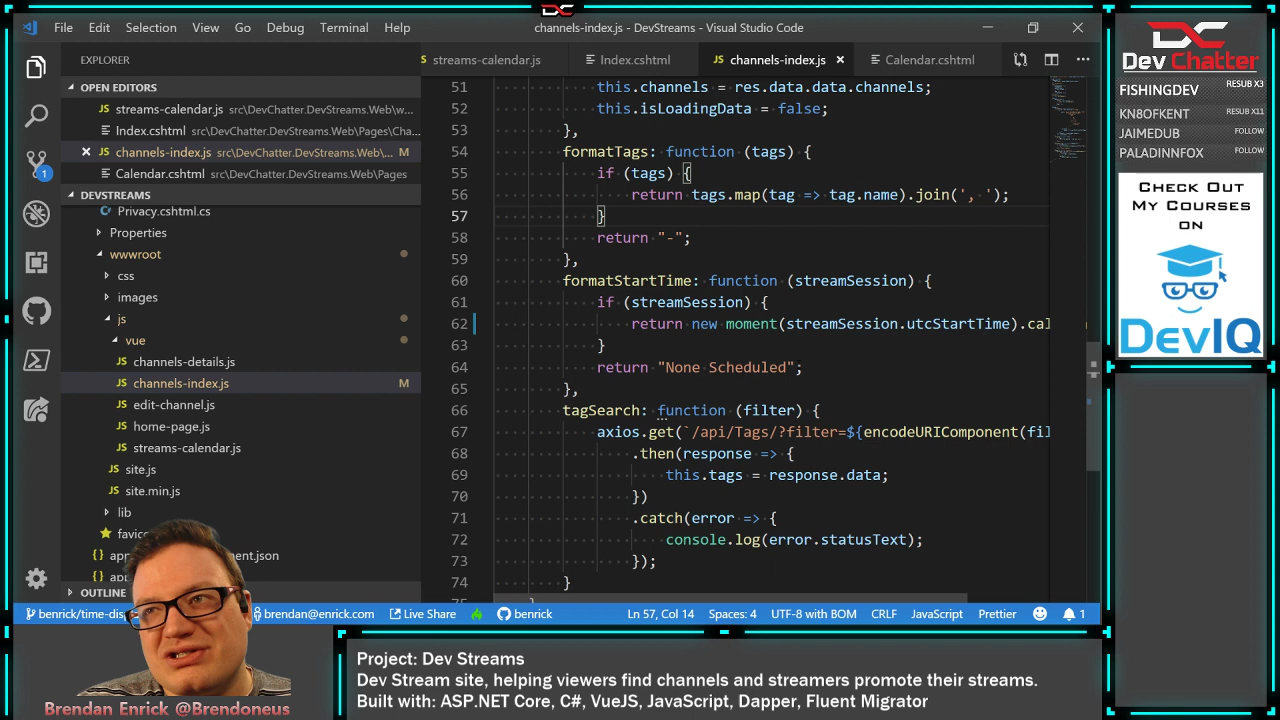 DC
File Edit Selection View Go Debug Terminal Help
channels-index.js - DevStreams - Visual Studio Code
EXPLORER
OPEN EDITORS
streams-calendar.js src\DevChatter.DevStreams.Web\w...
Index.cshtml src\DevChatter.DevStreams.Web\Pages\Cha...
channels-index.js src\DevChatter.DevStreams... M
Calendar.cshtml src\DevChatter.DevStreams.Web\Pages
DEVSTREAMS
Privacy.cshtml.cs
Properties
wwwroot
css
images
js
vue
channels-details.js
channels-index.js M
edit-channel.js
home-page.js
streams-calendar.js
site.js
site.min.js
lib
favic
app ment.json
app
OUTLINE
1
streams-calendar.js Index.cshtml channels-index.js Calendar.cshtml
51 this.channels = res.data.data.channels;
52 this.isLoadingData = false;
53 },
54 formatTags: function (tags) {
55 if (tags) {
56 return tags.map(tag => tag.name).join(', ');
57 }
58 return "-";
59 },
60 formatStartTime: function (streamSession) {
61 if (streamSession) {
62 return new moment(streamSession.utcStartTime).cal
63 }
64 return "None Scheduled";
65 },
66 tagSearch: function (filter) {
67 axios.get(`/api/Tags/?filter=${encodeURIComponent(fil
68 .then(response => {
69 this.tags = response.data;
70 })
71 .catch(error => {
72 console.log(error.statusText);
73 });
74 }
benrick/time-dis brendan@enrick.com Live Share benrick Ln 57, Col 14 Spaces: 4 UTF-8 with BOM CRLF JavaScript Prettier 1
DC
Dev Chatter
FISHINGDEV RESUB X3
KN8OFKENT RESUB X11
JAIMEDUB FOLLOW
PALADINNFOX FOLLOW
CHECK OUT
MY COURSES
ON
DevIQ
Brendan Enrick @Brendoneus
Project: Dev Streams
Dev Stream site, helping viewers find channels and streamers promote their streams.
Built with: ASP.NET Core, C#, VueJS, JavaScript, Dapper, Fluent Migrator